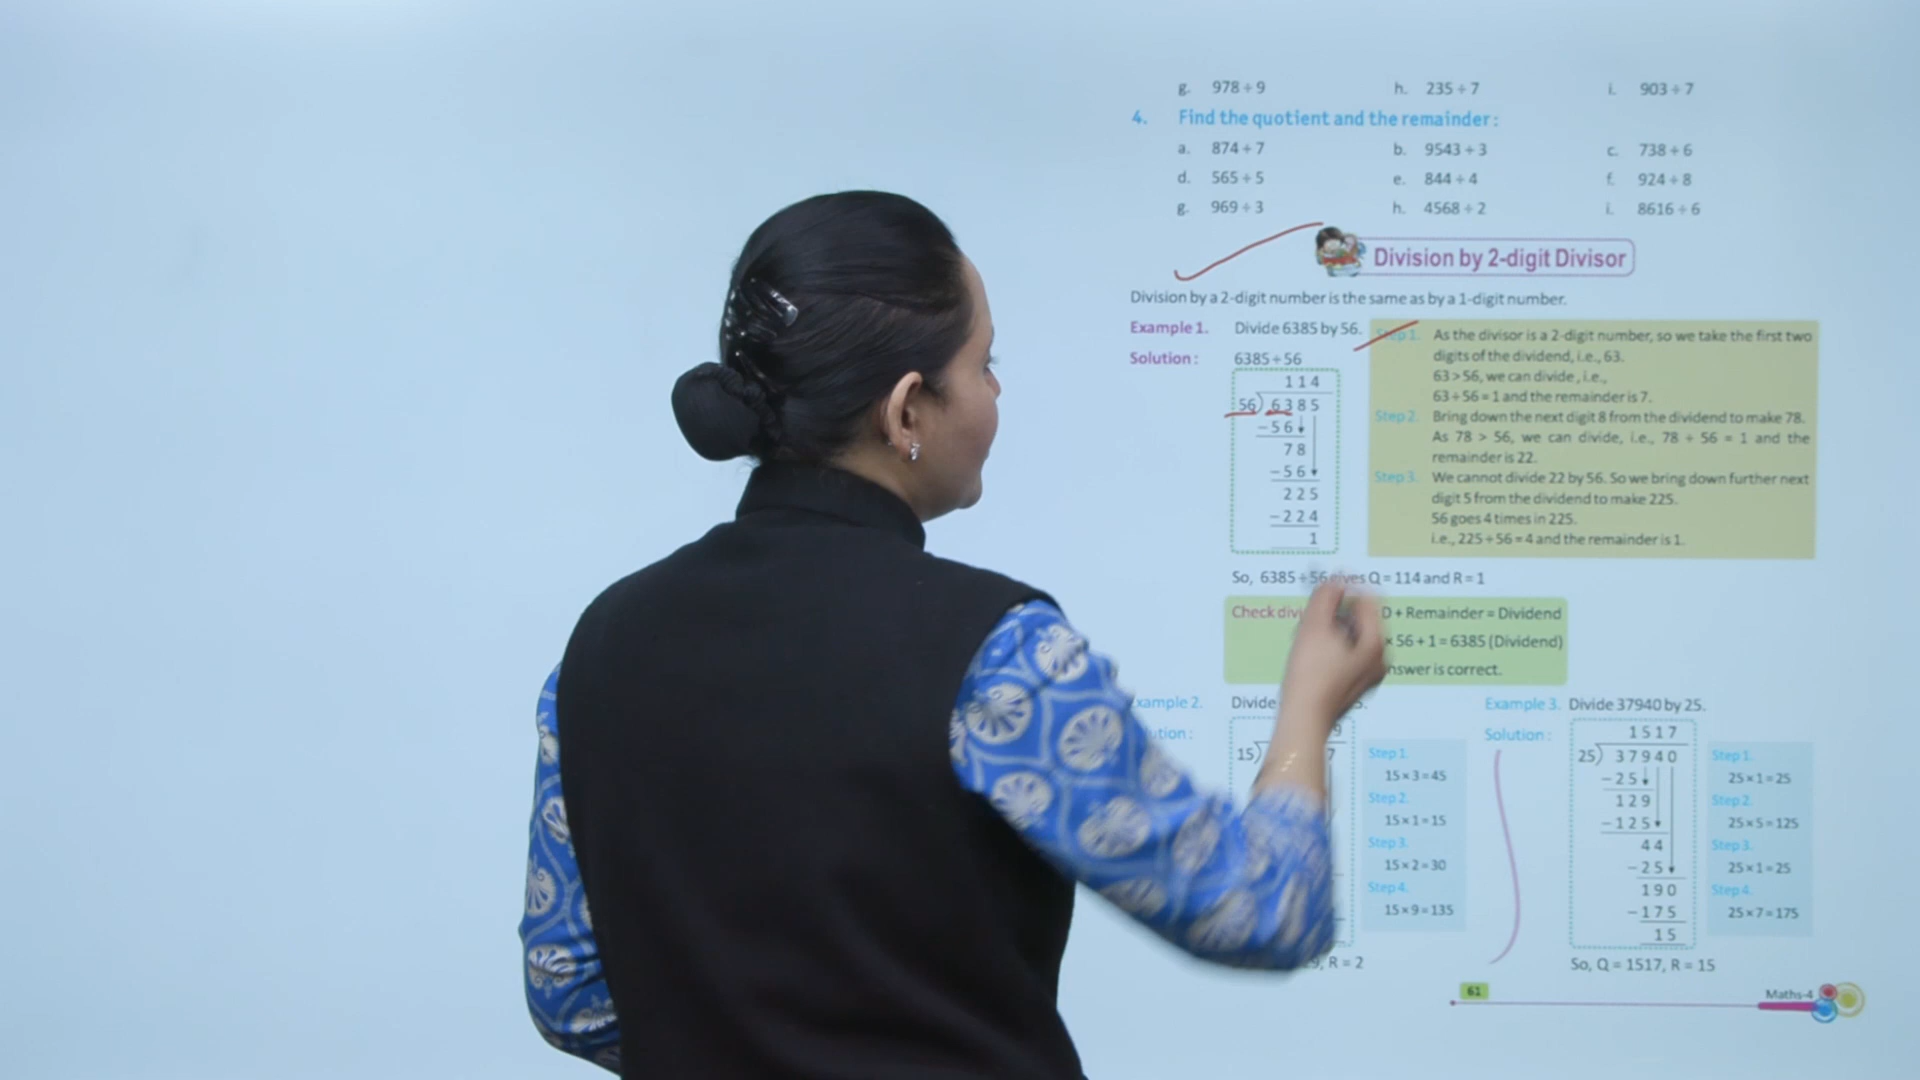 g. 978÷9 h. 235÷7 i. 903÷7
4. Find the quotient and the remainder:
a. 874÷7 b. 9543÷3 c. 738÷6
d. 565÷5 e. 844÷4 f. 924÷8
g. 969÷3 h. 4568÷2 i. 8616÷6
Division by 2-digit Divisor
Division by a 2-digit number is the same as by a 1-digit number.
Example 1. Divide 6385 by 56.
Solution: 6385÷56
114
56) 6385
-56
78
-56
225
-224
1
Step 1. As the divisor is a 2-digit number, so we take the first two
digits of the dividend, i.e., 63.
63 > 56, we can divide, i.e.,
63÷56=1 and the remainder is 7.
Step 2. Bring down the next digit 8 from the dividend to make 78.
As 78 > 56, we can divide, i.e., 78 ÷ 56 = 1 and the
remainder is 22.
Step 3. We cannot divide 22 by 56. So we bring down further next
digit 5 from the dividend to make 225.
56 goes 4 times in 225.
i.e., 225÷56=4 and the remainder is 1.
So, 6385÷56 gives Q=114 and R=1
Check D + Remainder = Dividend
×56+1=6385 (Dividend)
is correct.
Example 2. Divide
15)
9
7
Step 1.
15×3=45
Step 2.
15×1=15
Step 3.
15×2=30
Step 4.
15×9=135
R = 2
Example 3. Divide 37940 by 25.
Solution:
1517
25) 37940
-25
129
-125
44
-25
190
-175
15
Step 1.
25×1=25
Step 2.
25×5=125
Step 3.
25×1=25
Step 4.
25×7=175
So, Q = 1517, R = 15
61
Maths-4